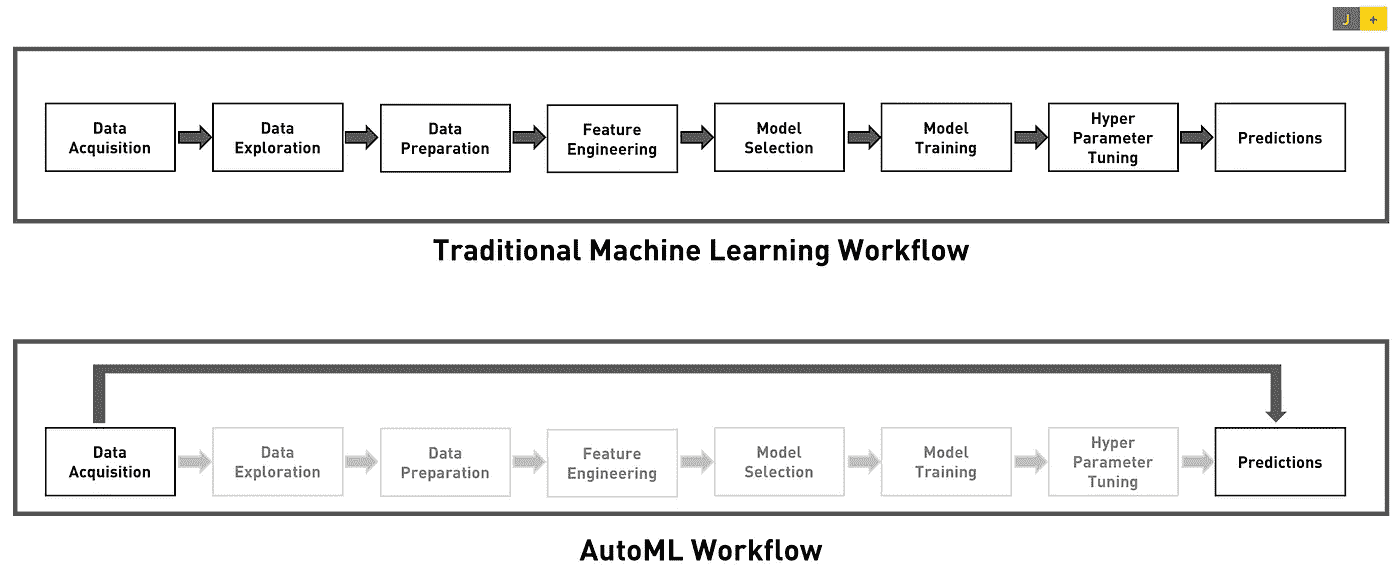 J +
Data
Acquisition
Data
Exploration
Data
Preparation
Feature
Engineering
Model
Selection
Model
Training
Hyper
Parameter
Tuning
Predictions
Traditional Machine Learning Workflow
Data
Acquisition
Data
Exploration
Data
Preparation
Feature
Engineering
Model
Selection
Model
Training
Hyper
Parameter
Tuning
Predictions
AutoML Workflow